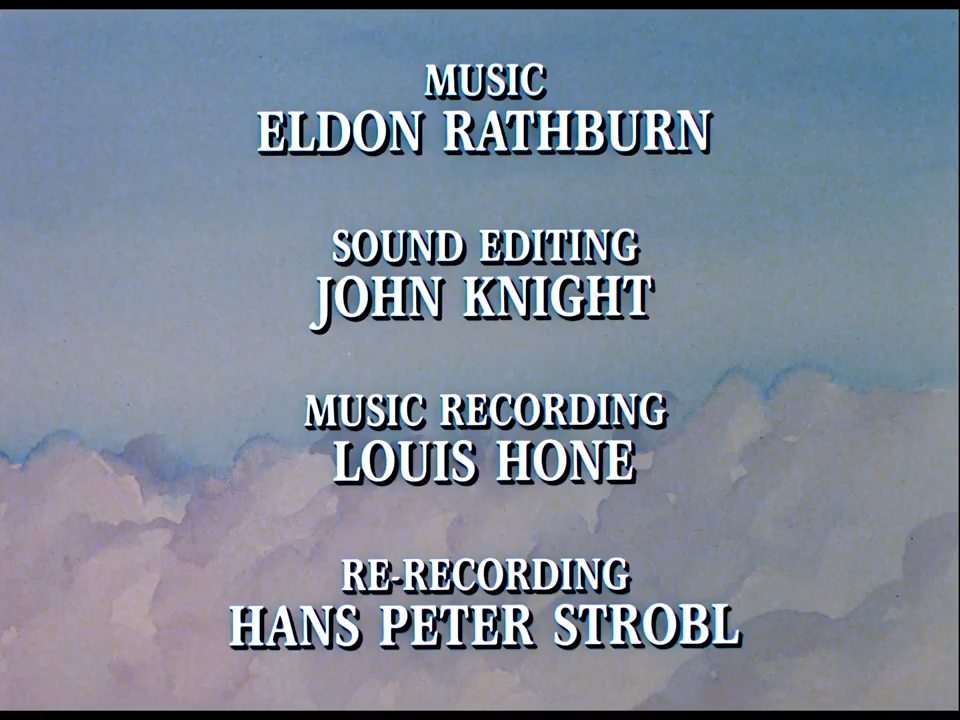 MUSIC
ELDON RATHBURN
SOUND EDITING
JOHN KNIGHT
MUSIC RECORDING
LOUIS HONE
RE-RECORDING
HANS PETER STROBL